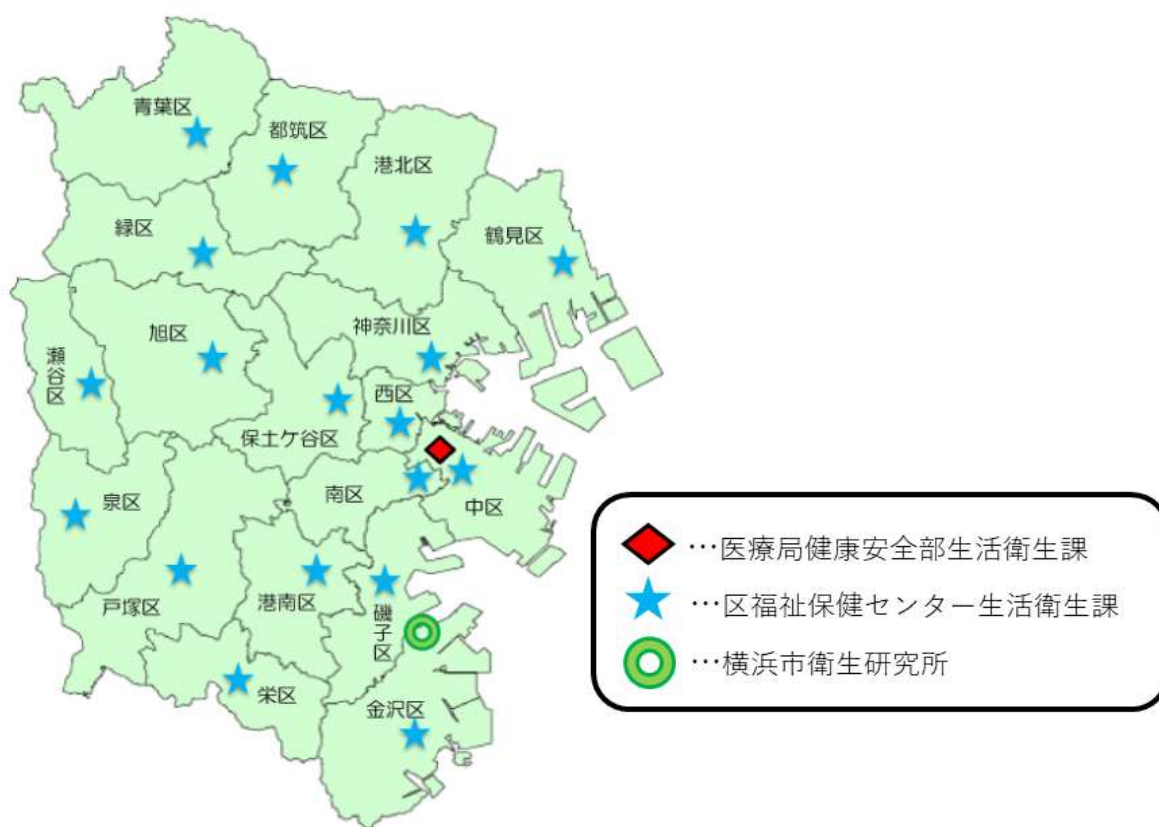 青葉区
都筑区
港北区
緑区
鶴見区
旭区
神奈川区
瀬谷区
西区
保土ケ谷区
南区
泉区
中区
戸塚区
港南区
磯子区
栄区
金沢区
…医療局健康安全部生活衛生課
…区福祉保健センター生活衛生課
…横浜市衛生研究所